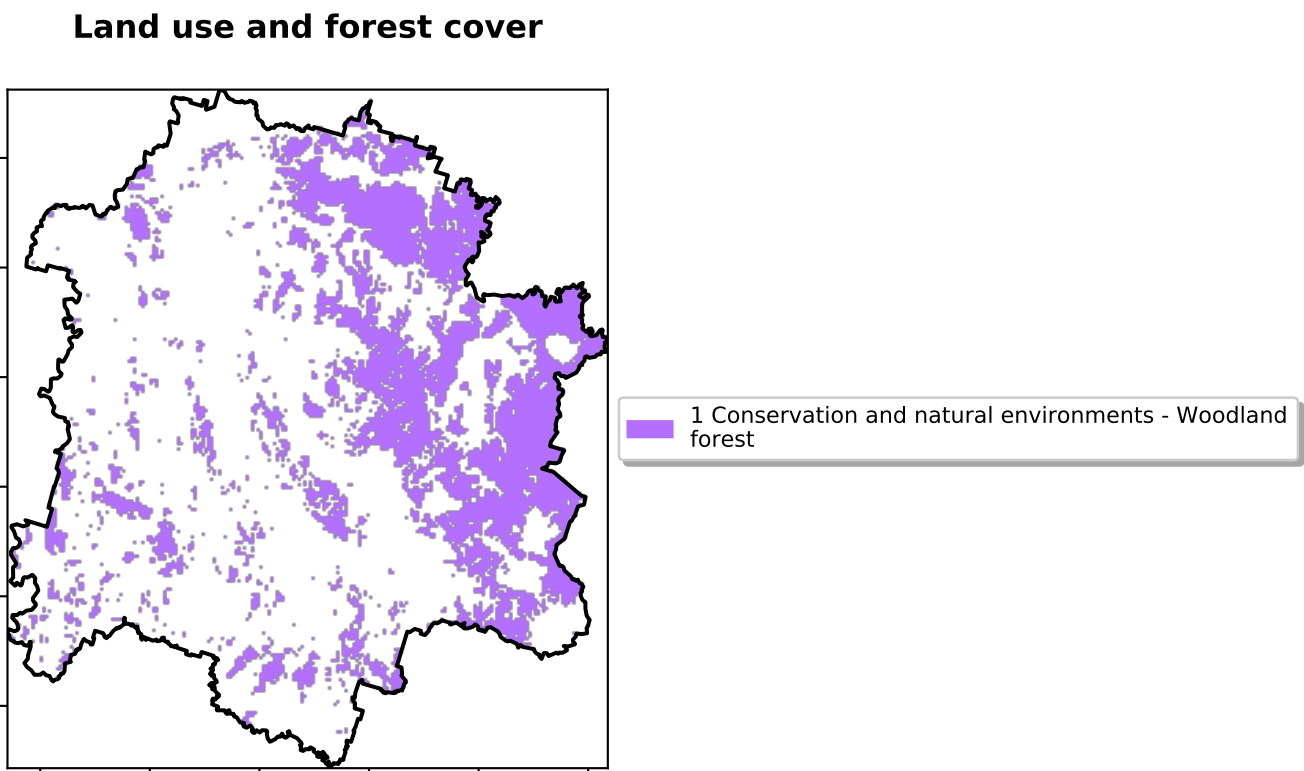 Land use and forest cover
1 Conservation and natural environments - Woodland
forest